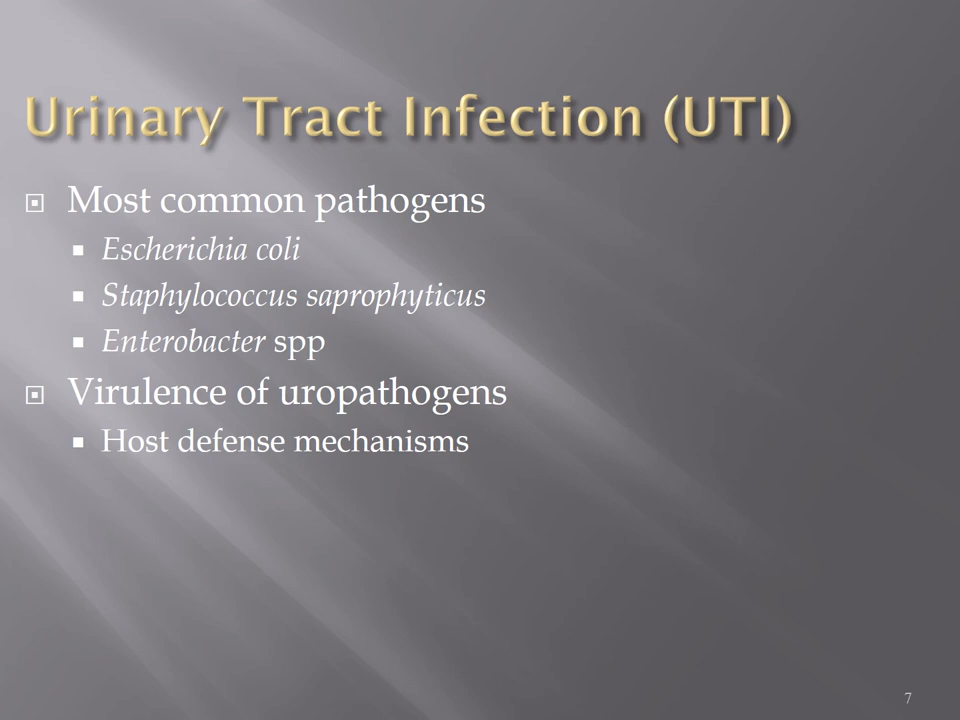 Urinary Tract Infection (UTI)
Most common pathogens
Escherichia coli
Staphylococcus saprophyticus
Enterobacter spp
Virulence of uropathogens
Host defense mechanisms
7